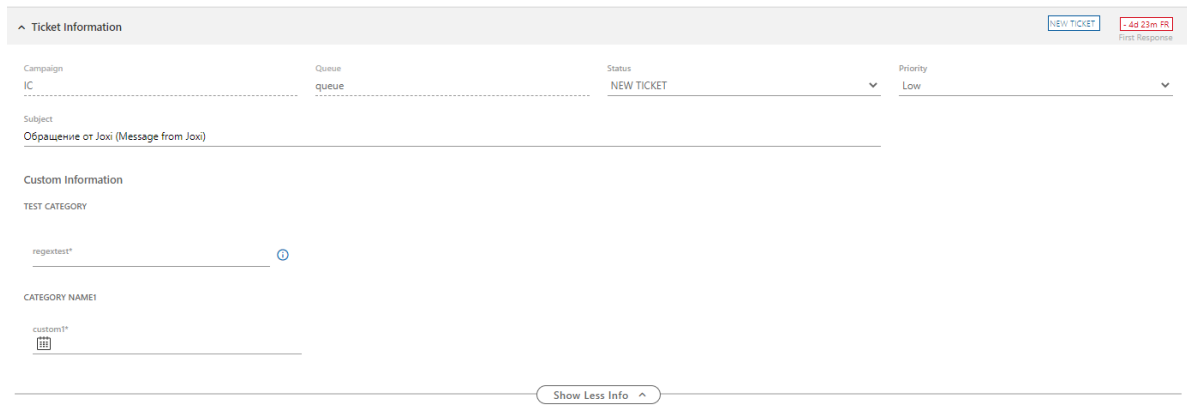 Ticket Information
NEW TICKET
- 4d 23m FR
First Response
Campaign
Queue
Status
Priority
IC
queue
NEW TICKET
Low
Subject
Обращение от Joxi (Message from Joxi)
Custom Information
TEST CATEGORY
regextest*
CATEGORY NAME1
custom1*
Show Less Info